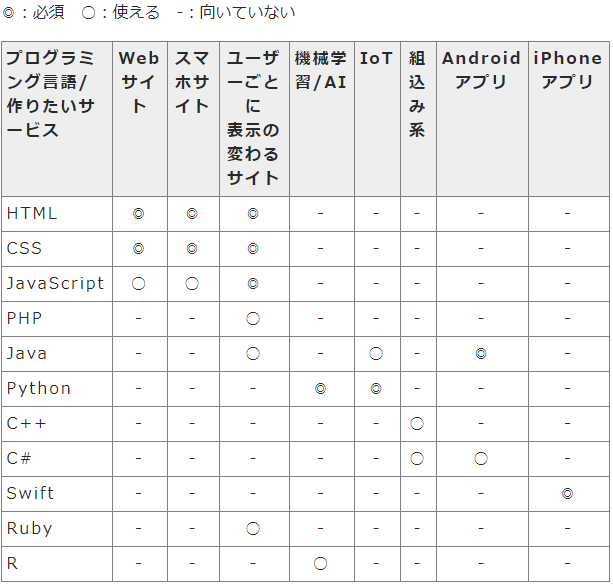 ◎：必須　○：使える　-：向いていない
プログラミング言語/作りたいサービス	Webサイト	スマホサイト	ユーザーごとに表示の変わるサイト	機械学習/AI	IoT	組込み系	Androidアプリ	iPhoneアプリ
HTML	◎	◎	◎	-	-	-	-	-
CSS	◎	◎	◎	-	-	-	-	-
JavaScript	○	○	◎	-	-	-	-	-
PHP	-	-	○	-	-	-	-	-
Java	-	-	○	-	○	-	◎	-
Python	-	-	-	◎	◎	-	-	-
C++	-	-	-	-	-	○	-	-
C#	-	-	-	-	-	○	○	-
Swift	-	-	-	-	-	-	-	◎
Ruby	-	-	○	-	-	-	-	-
R	-	-	-	○	-	-	-	-